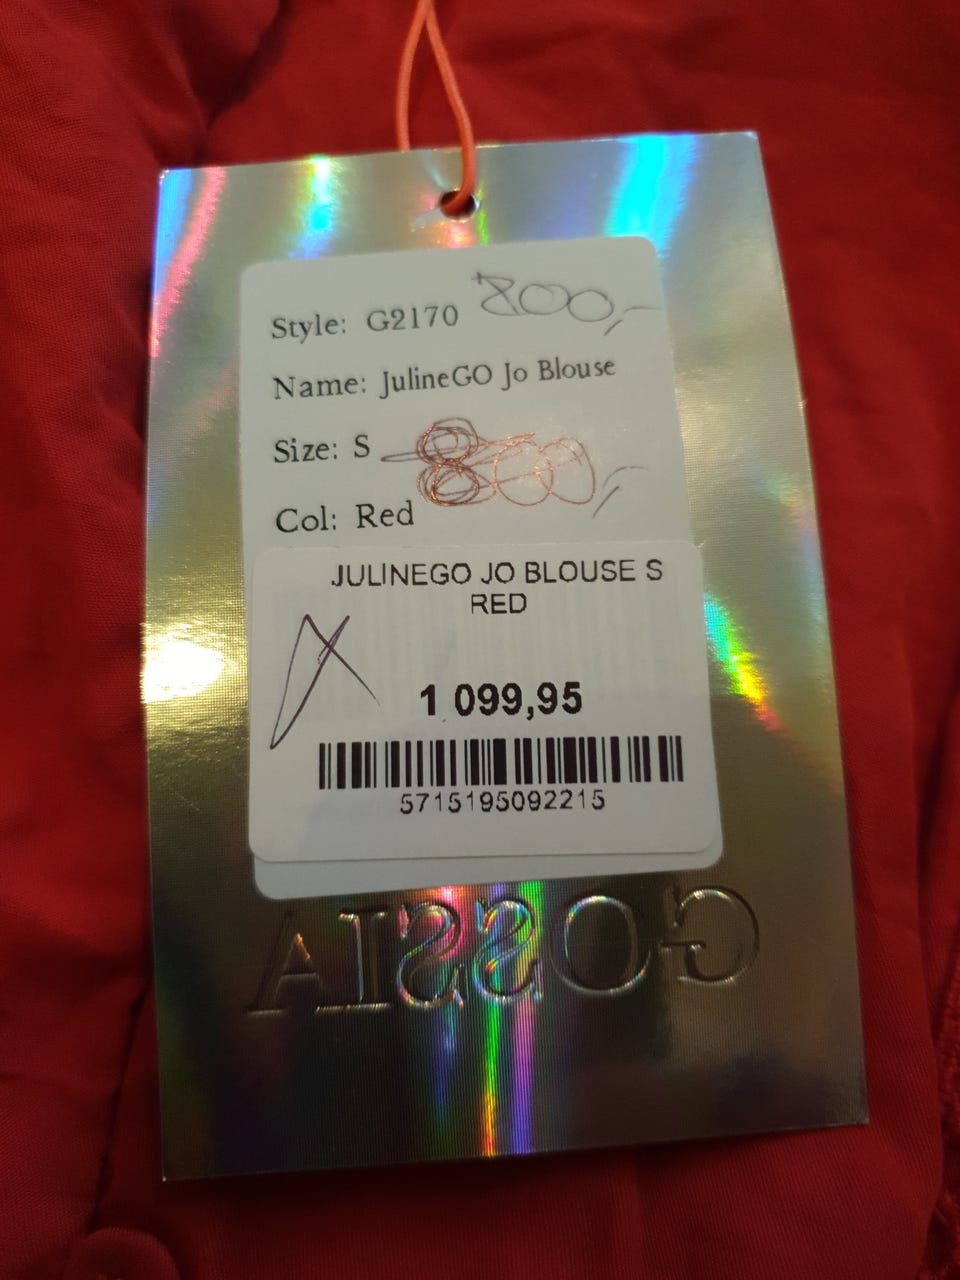 Style: G2170 800,-
Name: JulineGO Jo Blouse
Size: S 800,-
Col: Red
JULINEGO JO BLOUSE S
RED
1 099,95
5715195092215
GOSSIA